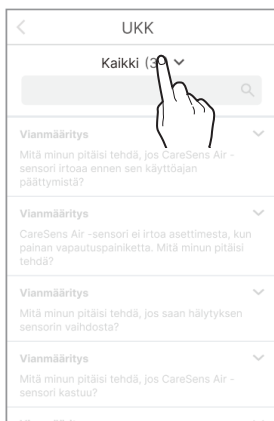 UKK
Kaikki (3
Vianmääritys
Mitä minun pitäisi tehdä, jos CareSens Air -
sensori irtoaa ennen sen käyttöajan
päättymistä?
Vianmääritys
CareSens Air -sensori ei irtoa asettimesta, kun
painan vapautuspainiketta. Mitä minun pitäisi
tehdä?
Vianmääritys
Mitä minun pitäisi tehdä, jos saan hälytyksen
sensorin vaihdosta?
Vianmääritys
Mitä minun pitäisi tehdä, jos CareSens Air -
sensori kastuu?